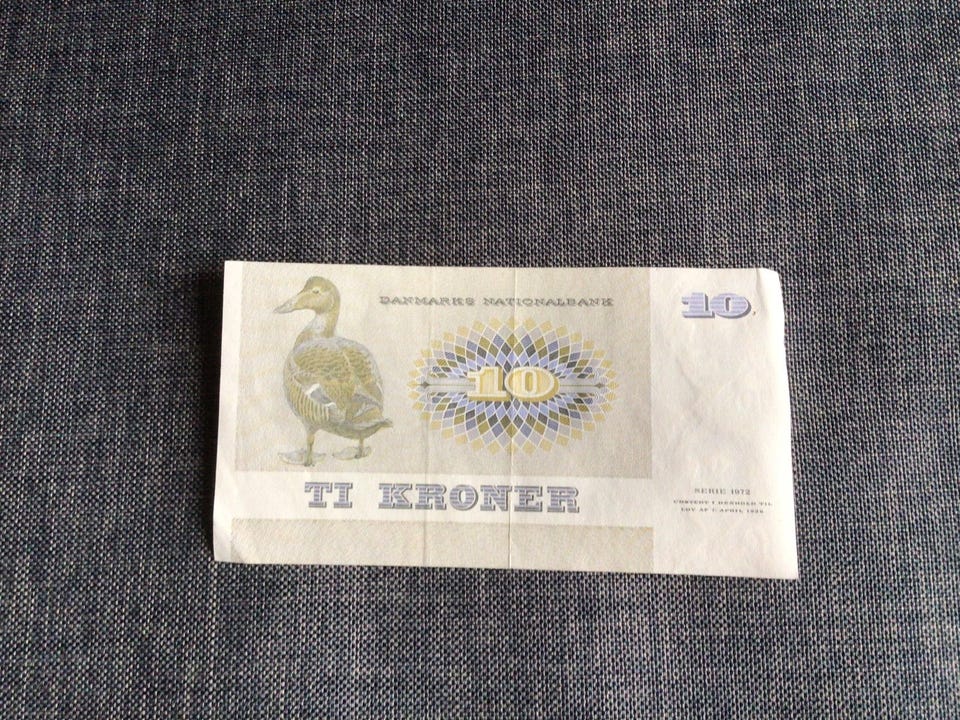 DANMARKS NATIONALBANK
10
10
TI KRONER
SERIE 1972
UDSTEDT I HENHOLD TIL
LOV AF 7. APRIL 1936